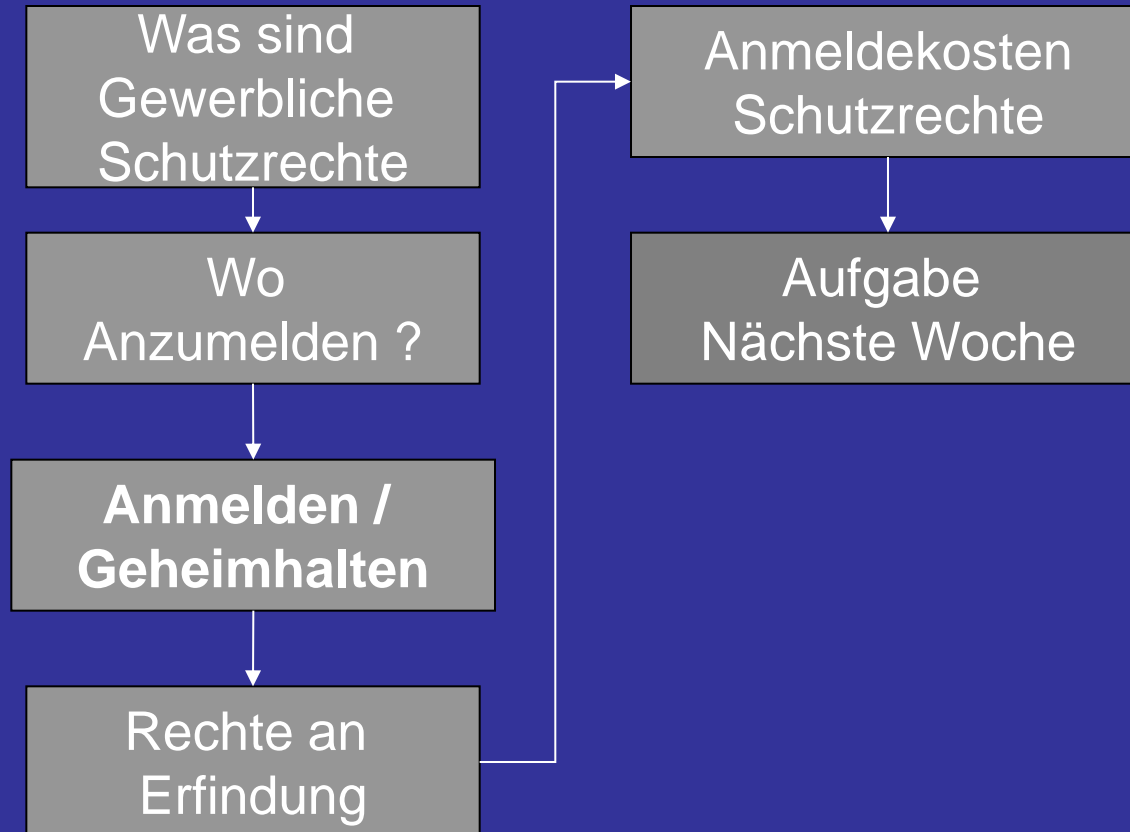 Was sind
Gewerbliche
Schutzrechte
Wo
Anzumelden ?
Anmelden /
Geheimhalten
Rechte an
Erfindung
Anmeldekosten
Schutzrechte
Aufgabe
Nächste Woche